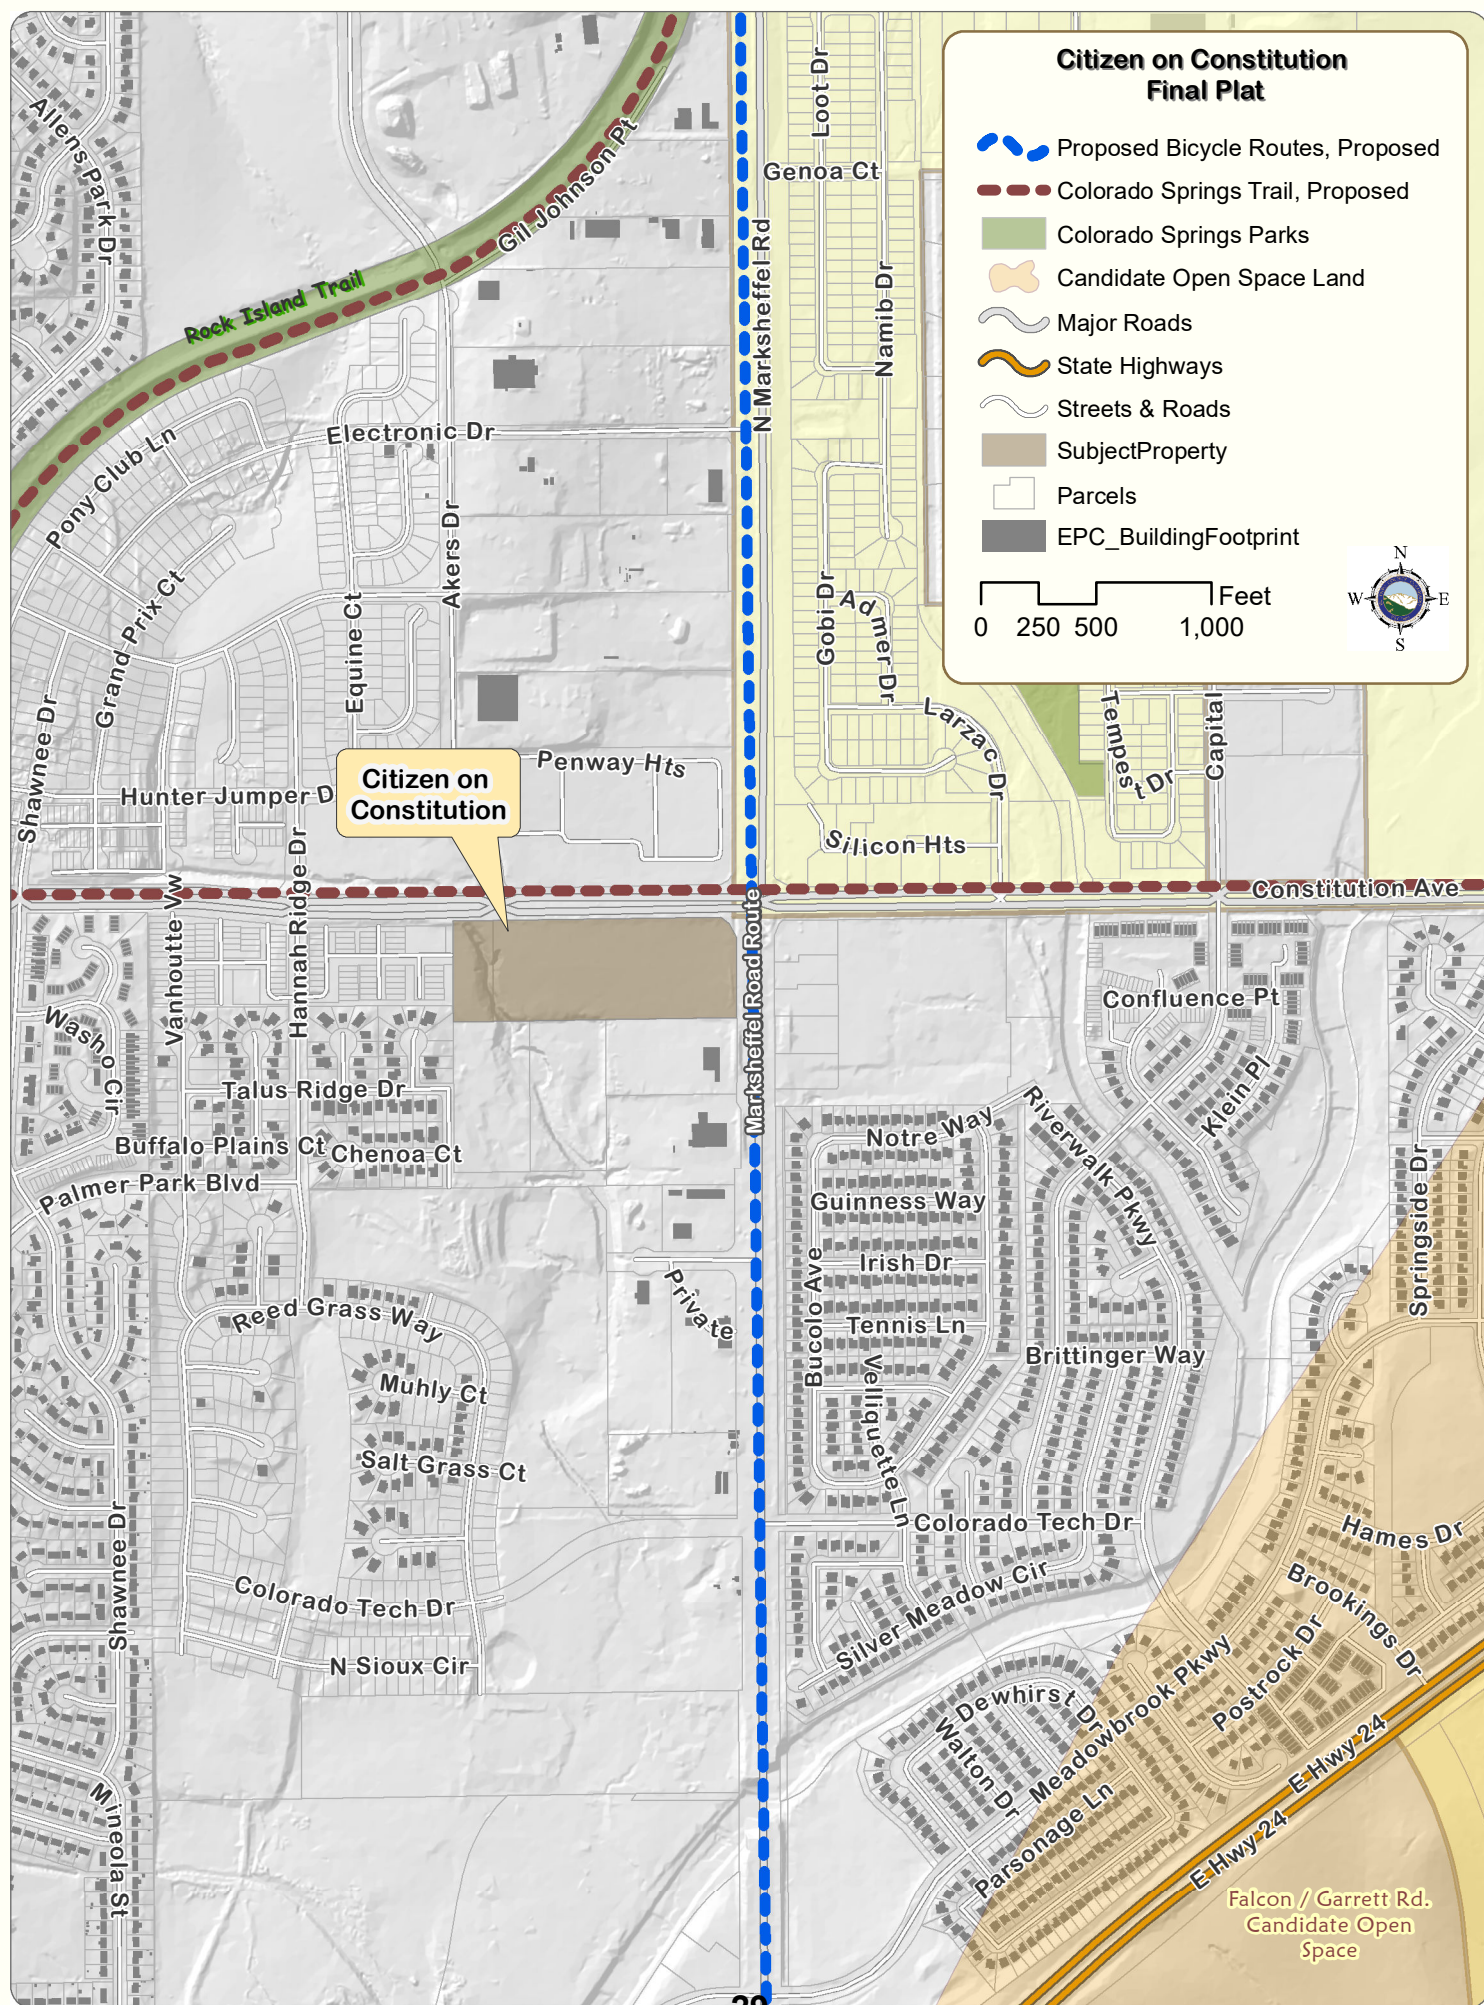 Citizen on Constitution
Final Plat
Proposed Bicycle Routes, Proposed
Colorado Springs Trail, Proposed
Colorado Springs Parks
Candidate Open Space Land
Major Roads
State Highways
Streets & Roads
SubjectProperty
Parcels
EPC_BuildingFootprint
Feet
0 250 500 1,000
N
W E
S
Allens Park Dr
Rock Island Trail
Gil Johnson Pt
Loot Dr
Genoa Ct
N Marksheffel Rd
Namib Dr
Pony Club Ln
Electronic Dr
Akers Dr
Grand Prix Ct
Equine Ct
Gobi Dr
Admer Dr
Larzac Dr
Tempest Dr
Capital
Shawnee Dr
Penway Hts
Hunter Jumper D
Citizen on
Constitution
Silicon Hts
Constitution Ave
Vanhoutte Vw
Hannah Ridge Dr
Marksheffel Road Route
Confluence Pt
Washo Cir
Talus Ridge Dr
Klein Pl
Riverwalk Pkwy
Notre Way
Buffalo Plains Ct
Chenoa Ct
Palmer Park Blvd
Guinness Way
Springside Dr
Irish Dr
Bucolo Ave
Private
Reed Grass Way
Tennis Ln
Brittinger Way
Muhly Ct
Velliquette Ln
Salt Grass Ct
Colorado Tech Dr
Hames Dr
Shawnee Dr
Brookings Dr
Silver Meadow Cir
Colorado Tech Dr
Postrock Dr
N Sioux Cir
Meadowbrook Pkwy
Dewhirst Dr
Walton Dr
E Hwy 24
Mineola St
Parsonage Ln
E Hwy 24
Falcon / Garrett Rd.
Candidate Open
Space